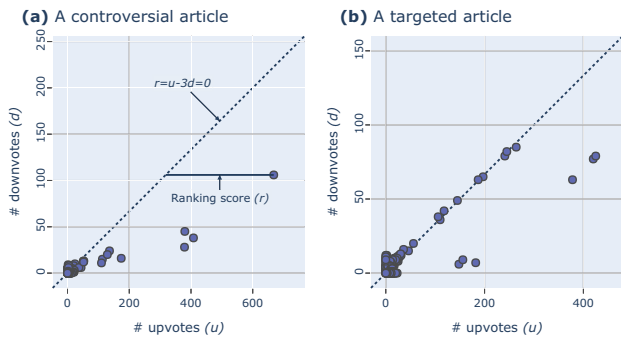 (a) A controversial article
250
200
150
100
50
0
# downvotes (d)
r=u-3d=0
Ranking score (r)
0
200
400
600
# upvotes (u)
(b) A targeted article
150
100
50
0
# downvotes (d)
0
200
400
# upvotes (u)